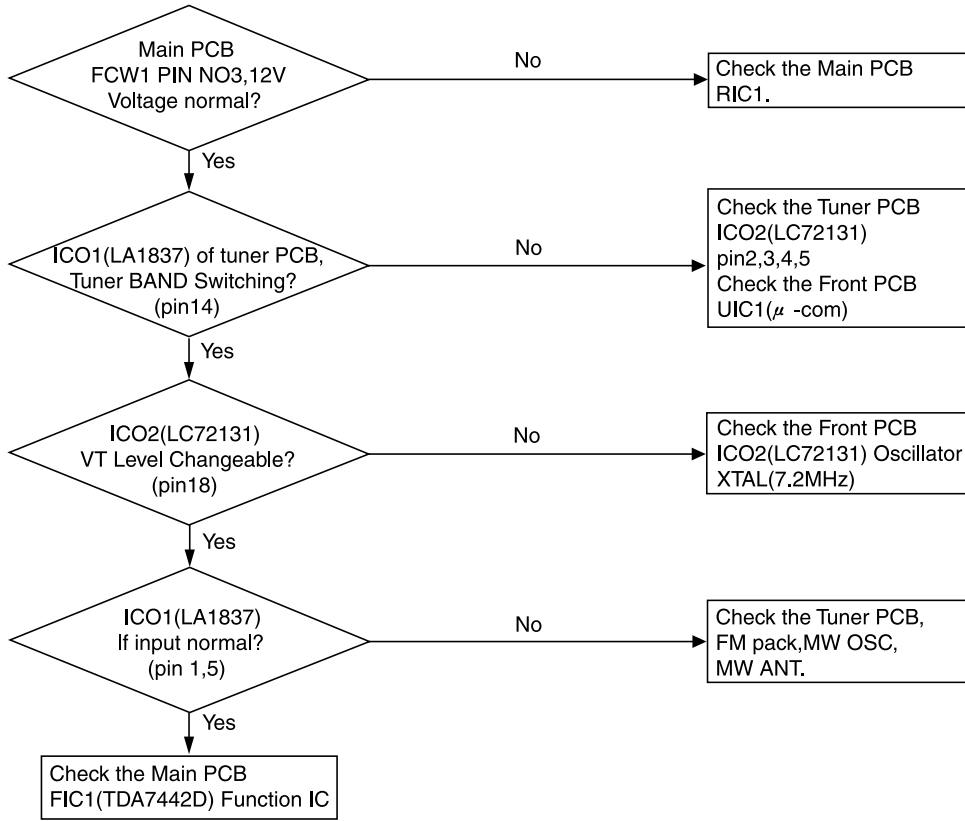 Main PCB
FCW1 PIN NO3,12V
Voltage normal?
No
Check the Main PCB
RIC1.
Yes
ICO1(LA1837) of tuner PCB,
Tuner BAND Switching?
(pin14)
No
Check the Tuner PCB
ICO2(LC72131)
pin2,3,4,5
Check the Front PCB
UIC1(μ -com)
Yes
ICO2(LC72131)
VT Level Changeable?
(pin18)
No
Check the Front PCB
ICO2(LC72131) Oscillator
XTAL(7.2MHz)
Yes
ICO1(LA1837)
If input normal?
(pin 1,5)
No
Check the Tuner PCB,
FM pack,MW OSC,
MW ANT.
Yes
Check the Main PCB
FIC1(TDA7442D) Function IC